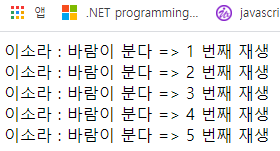 앱 .NET programming... javascri
이소라 : 바람이 분다 => 1 번째 재생
이소라 : 바람이 분다 => 2 번째 재생
이소라 : 바람이 분다 => 3 번째 재생
이소라 : 바람이 분다 => 4 번째 재생
이소라 : 바람이 분다 => 5 번째 재생